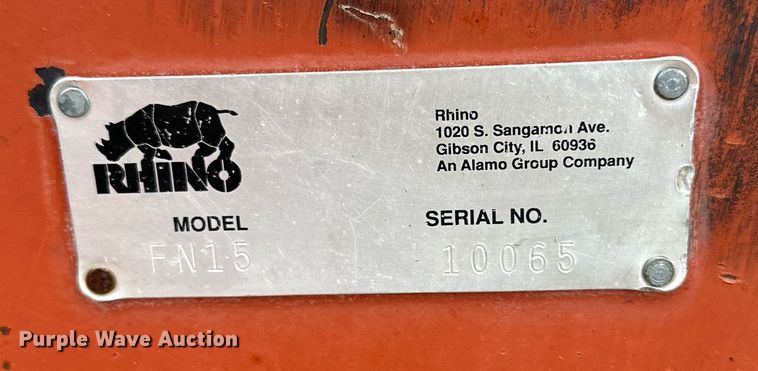 RHINO
Rhino
1020 S. Sangamon Ave.
Gibson City, IL 60936
An Alamo Group Company
MODEL
FN15
SERIAL NO.
10065
Purple Wave Auction